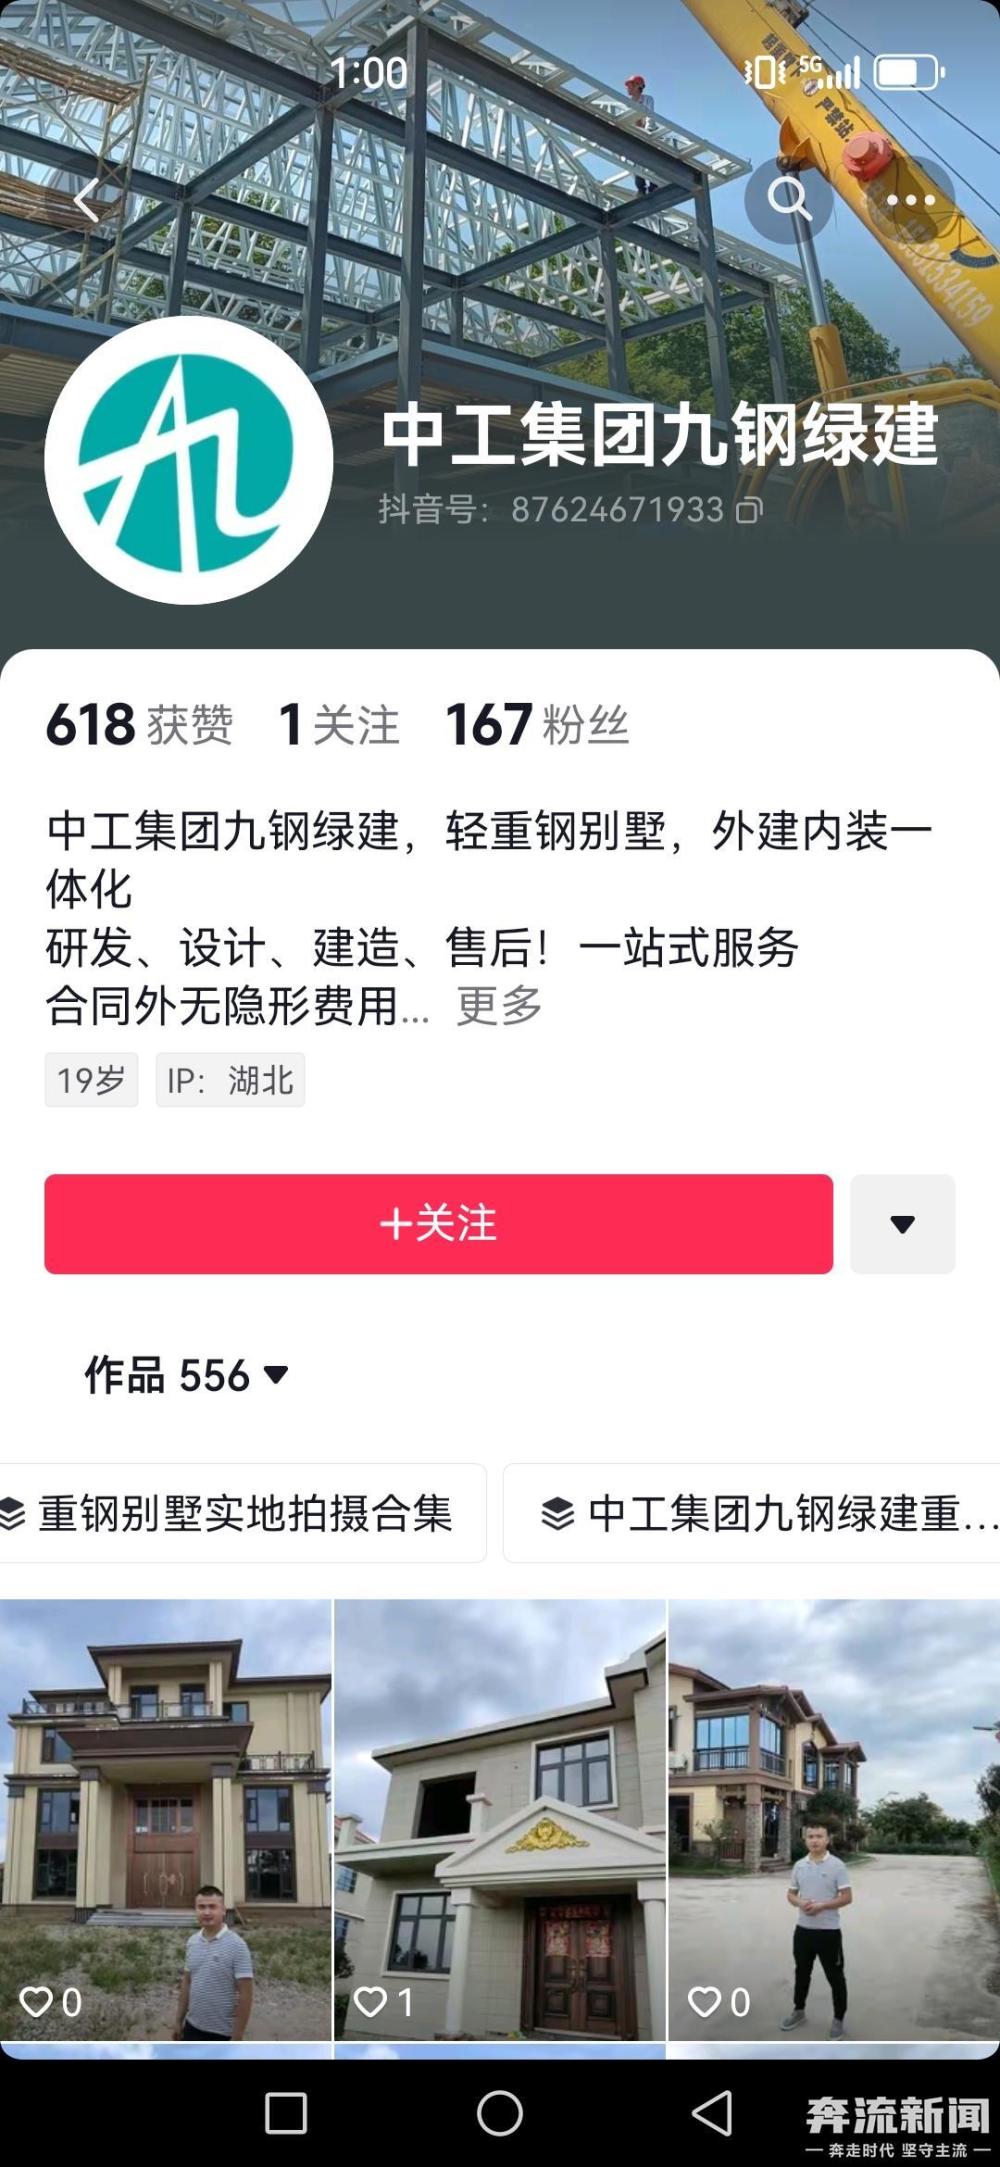 1:00
5G
严禁站
15325534159
中工集团九钢绿建
抖音号：87624671933
618 获赞 1 关注 167 粉丝
中工集团九钢绿建，轻重钢别墅，外建内装一
体化
研发、设计、建造、售后！一站式服务
合同外无隐形费用... 更多
19岁 IP：湖北
+关注
作品 556
重钢别墅实地拍摄合集 中工集团九钢绿建重...
0 1 0
奔流新闻
奔走时代 坚守主流